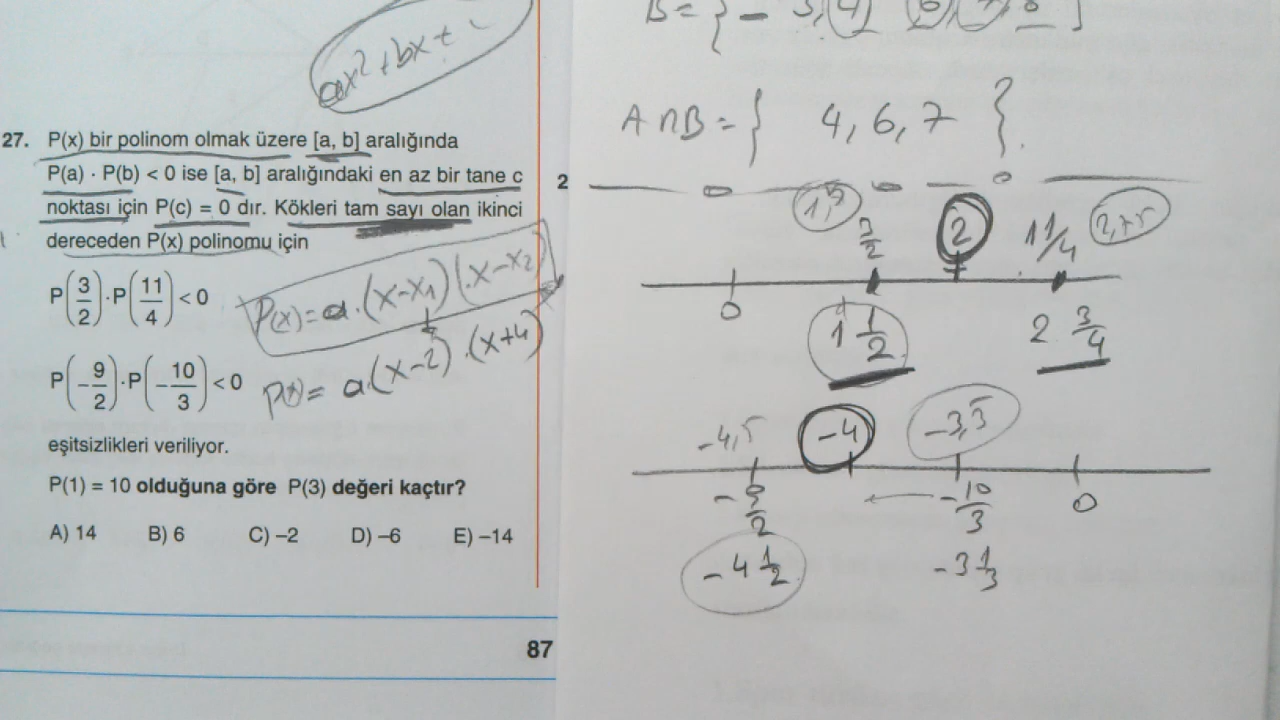 ax² + bx +
27. P(x) bir polinom olmak üzere [a, b] aralığında
P(a) · P(b) < 0 ise [a, b] aralığındaki en az bir tane c
noktası için P(c) = 0 dır. Kökleri tam sayı olan ikinci
dereceden P(x) polinomu için
P(3/2) · P(11/4) < 0
P(x) = a·(x-x₁)(x-x₂)
P(-9/2) · P(-10/3) < 0
P(x) = a·(x-2)·(x+4)
eşitsizlikleri veriliyor.
P(1) = 10 olduğuna göre P(3) değeri kaçtır?
A) 14 B) 6 C) –2 D) –6 E) –14
87
2
A∩B = { 4, 6, 7 }
2 11/4 2,75
0 1 1/2 2 3/4
-4,5 -4 -3,5
-9/2 -10/3 0
-4 1/2 -3 1/3